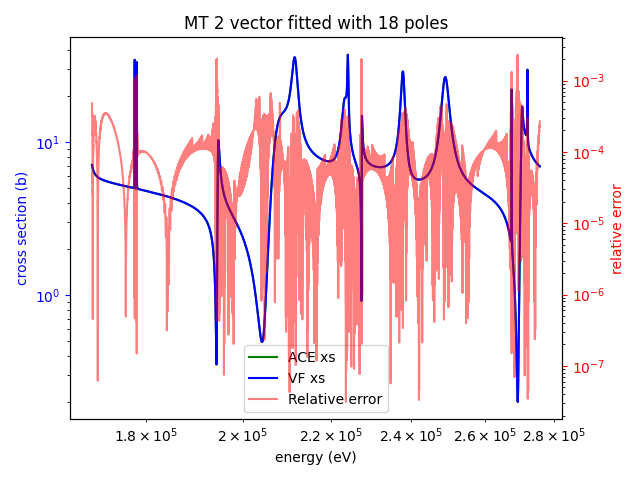 MT 2 vector fitted with 18 poles
cross section (b)
10¹
10⁰
10⁻³
10⁻⁴
10⁻⁵
10⁻⁶
10⁻⁷
relative error
ACE xs
VF xs
Relative error
1.8 × 10⁵ 2 × 10⁵ 2.2 × 10⁵ 2.4 × 10⁵ 2.6 × 10⁵ 2.8 × 10⁵
energy (eV)